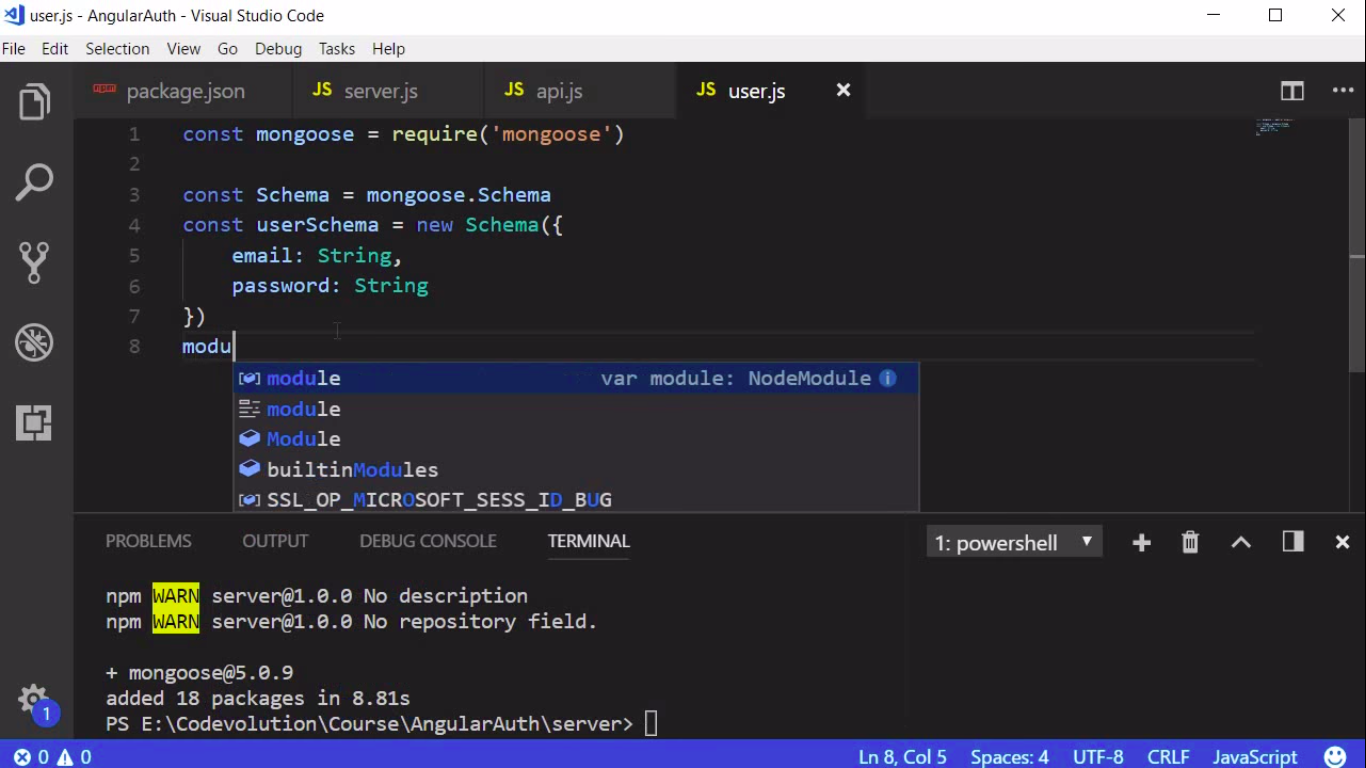 user.js - AngularAuth - Visual Studio Code
File Edit Selection View Go Debug Tasks Help
npm package.json JS server.js JS api.js JS user.js
1 const mongoose = require('mongoose')
2
3 const Schema = mongoose.Schema
4 const userSchema = new Schema({
5 email: String,
6 password: String
7 })
8 modu
module var module: NodeModule
module
Module
builtinModules
SSL_OP_MICROSOFT_SESS_ID_BUG
PROBLEMS OUTPUT DEBUG CONSOLE TERMINAL 1: powershell
npm WARN server@1.0.0 No description
npm WARN server@1.0.0 No repository field.
+ mongoose@5.0.9
added 18 packages in 8.81s
PS E:\Codevolution\Course\AngularAuth\server>
1
0 0 Ln 8, Col 5 Spaces: 4 UTF-8 CRLF JavaScript